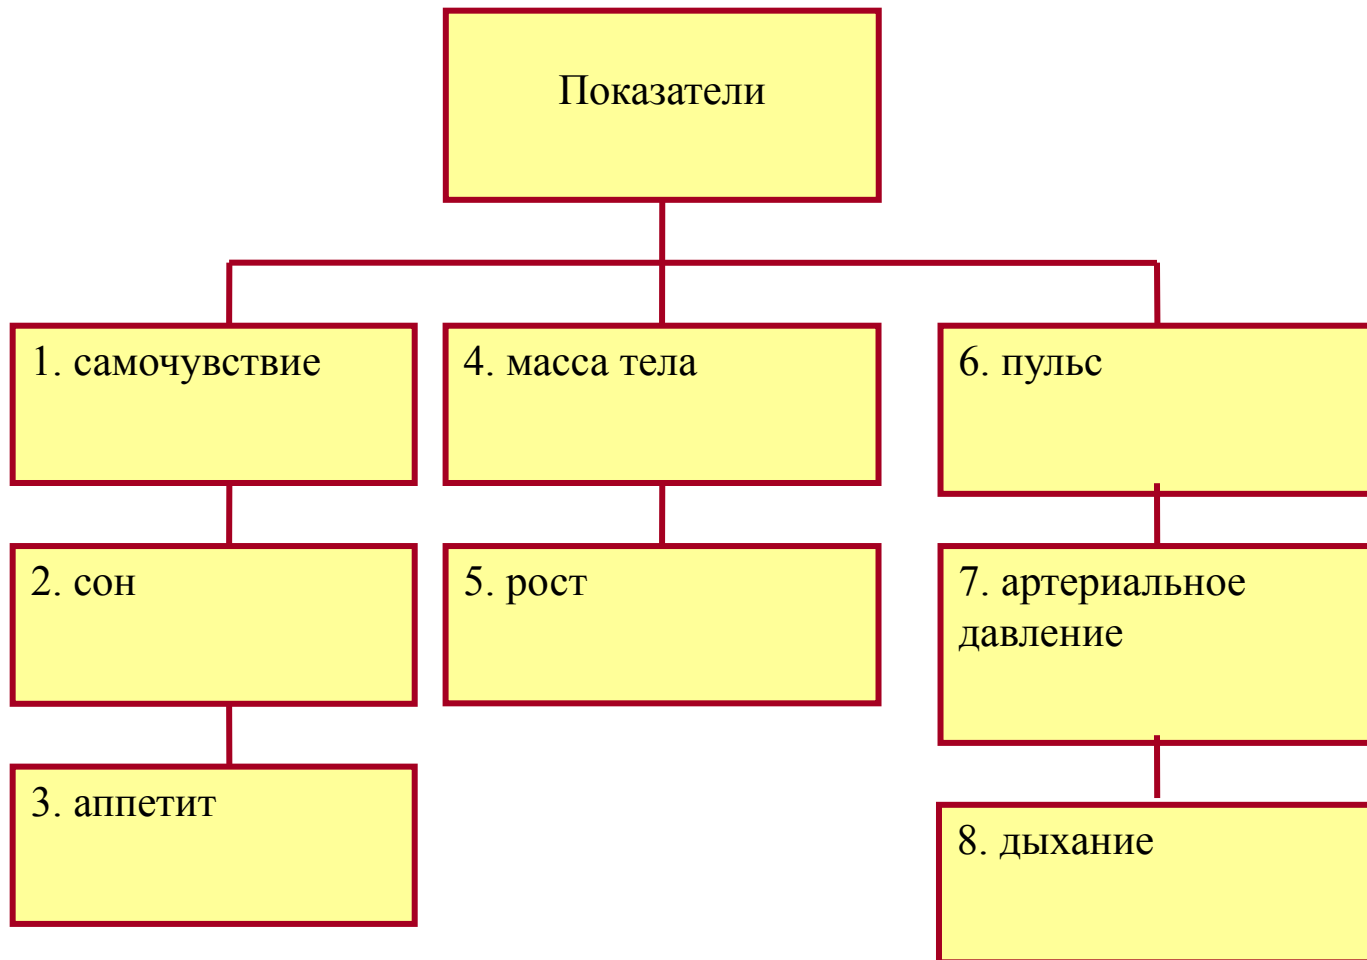 Показатели
1. самочувствие
2. сон
3. аппетит
4. масса тела
5. рост
6. пульс
7. артериальное
давление
8. дыхание